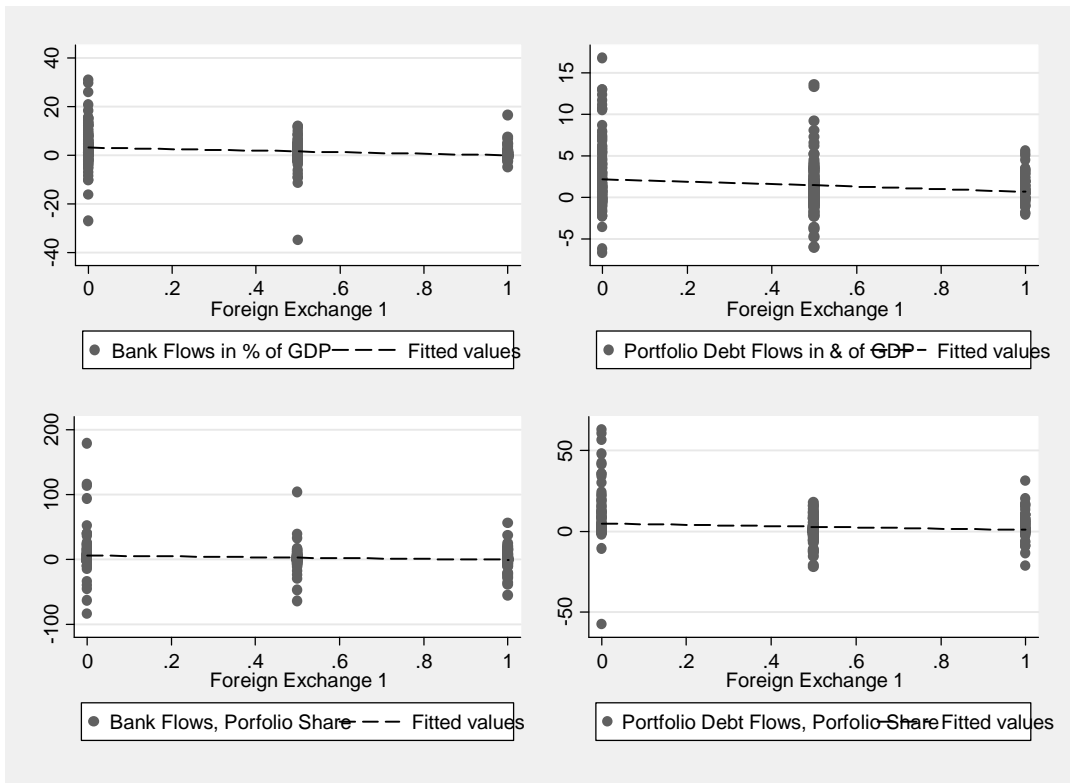 40
20
0
-20
-40
0 .2 .4 .6 .8 1
Foreign Exchange 1
Bank Flows in % of GDP Fitted values
15
10
5
0
-5
0 .2 .4 .6 .8 1
Foreign Exchange 1
Portfolio Debt Flows in & of GDP Fitted values
200
100
0
-100
0 .2 .4 .6 .8 1
Foreign Exchange 1
Bank Flows, Porfolio Share Fitted values
50
0
-50
0 .2 .4 .6 .8 1
Foreign Exchange 1
Portfolio Debt Flows, Porfolio Share Fitted values